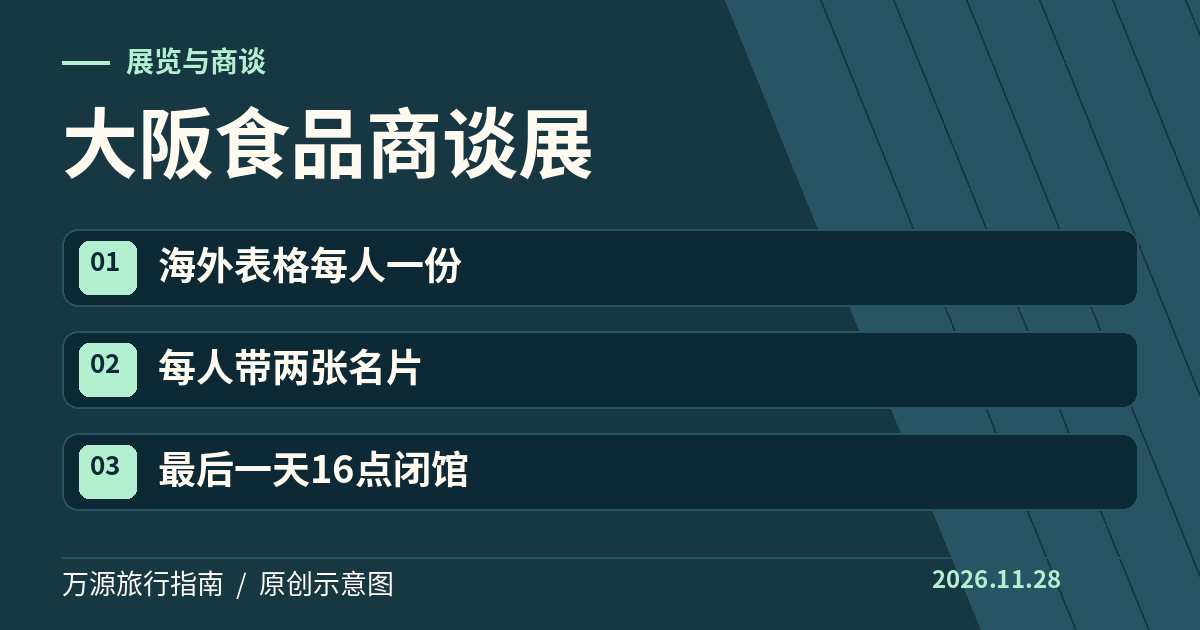 展览与商谈
大阪食品商谈展
01 海外表格每人一份
02 每人带两张名片
03 最后一天16点闭馆
万源旅行指南 / 原创示意图
2026.11.28